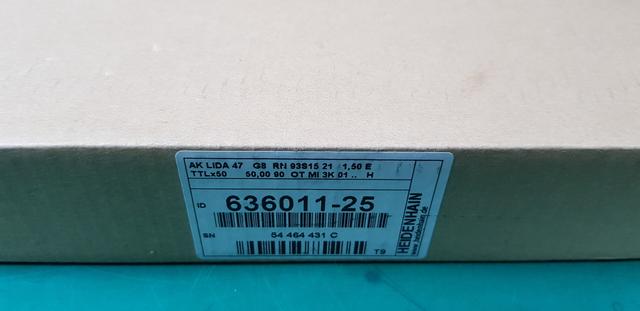 AK LIDA 47 G8 RN 93S15 21 1,50 E
TTLx50 50,00 90 OT MI 3K 01 .. H
ID 636011-25
SN 54 464 431 C
T9
HEIDENHAIN
www.heidenhain.de